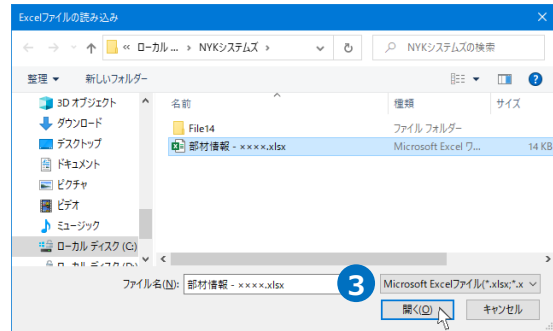 Excelファイルの読み込み
« ローカル ... › NYKシステムズ ›
NYKシステムズの検索
整理 新しいフォルダー
3D オブジェクト
ダウンロード
デスクトップ
ドキュメント
ピクチャ
ビデオ
ミュージック
ローカル ディスク (C:)
名前 種類 サイズ
File14 ファイル フォルダー
部材情報 - ××××.xlsx Microsoft Excel ワ... 14 KB
ファイル名(N): 部材情報 - ××××.xlsx
3
Microsoft Excelファイル(*.xlsx;*.x
開く(O) キャンセル